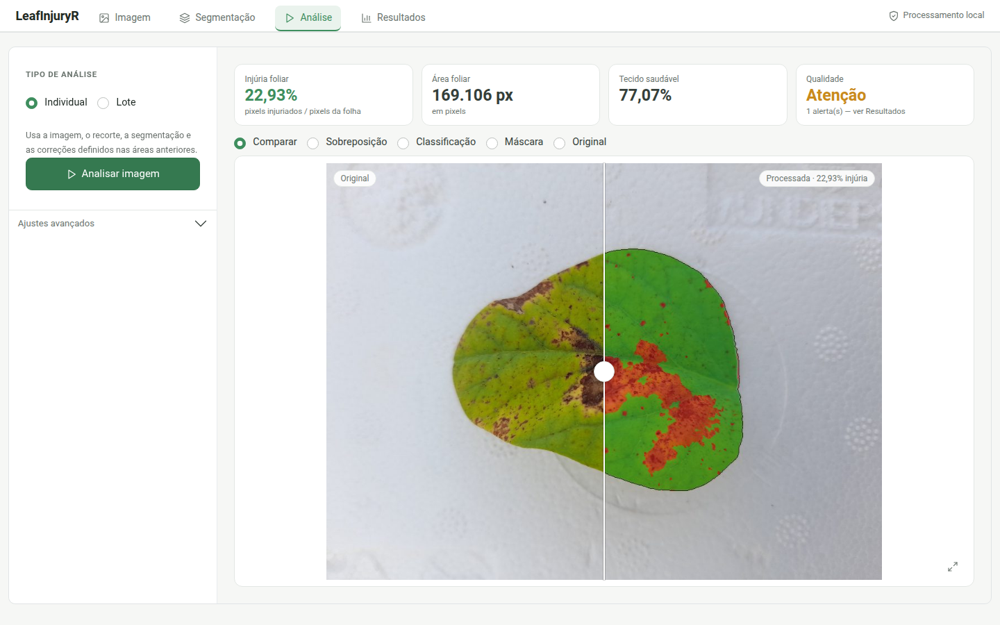 LeafInjuryR
Imagem
Segmentação
Análise
Resultados
Processamento local
TIPO DE ANÁLISE
Individual
Lote
Usa a imagem, o recorte, a segmentação e
as correções definidos nas áreas anteriores.
Analisar imagem
Ajustes avançados
Injúria foliar
22,93%
pixels injuriados / pixels da folha
Área foliar
169.106 px
em pixels
Tecido saudável
77,07%
Qualidade
Atenção
1 alerta(s) — ver Resultados
Comparar
Sobreposição
Classificação
Máscara
Original
Original
Processada · 22,93% injúria